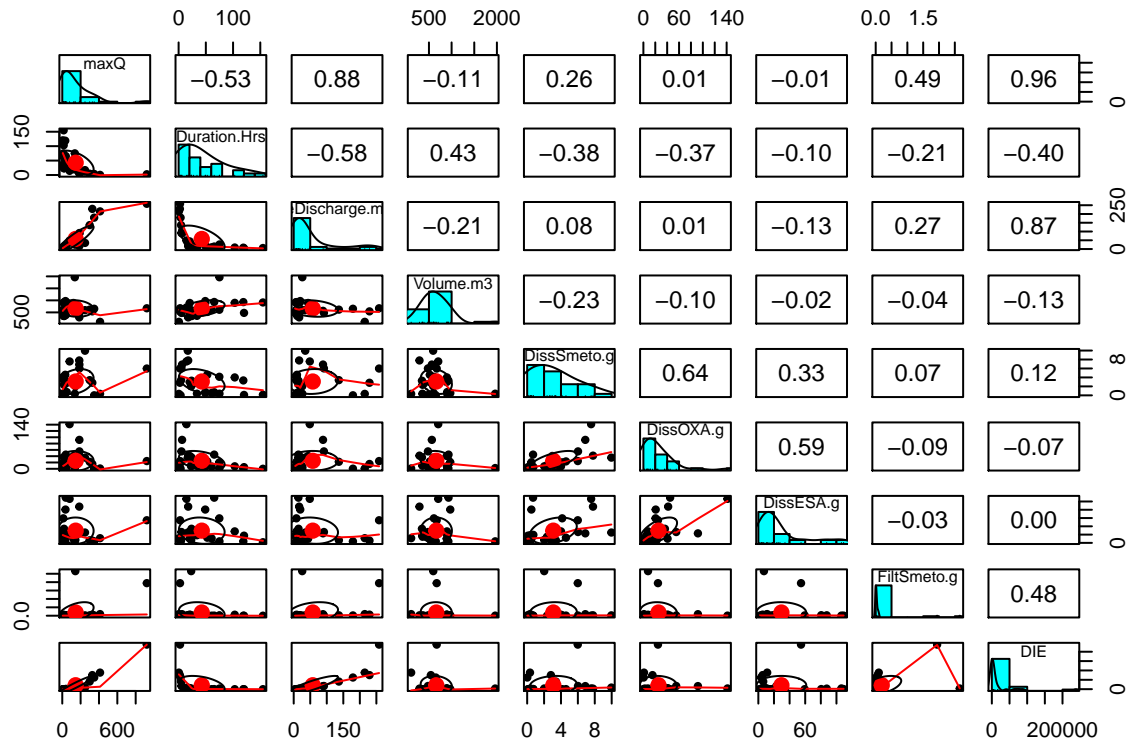 0 100 500 2000 0 60 140 0.0 1.5
maxQ −0.53 0.88 −0.11 0.26 0.01 −0.01 0.49 0.96 0
0 150 Duration.Hrs −0.58 0.43 −0.38 −0.37 −0.10 −0.21 −0.40
Discharge.m −0.21 0.08 0.01 −0.13 0.27 0.87 0 250
500 Volume.m3 −0.23 −0.10 −0.02 −0.04 −0.13
DissSmeto.g 0.64 0.33 0.07 0.12 0 8
0 140 DissOXA.g 0.59 −0.09 −0.07
DissESA.g −0.03 0.00 0
0.0 FiltSmeto.g 0.48
DIE 0
0 600 0 150 0 4 8 0 60 0 200000